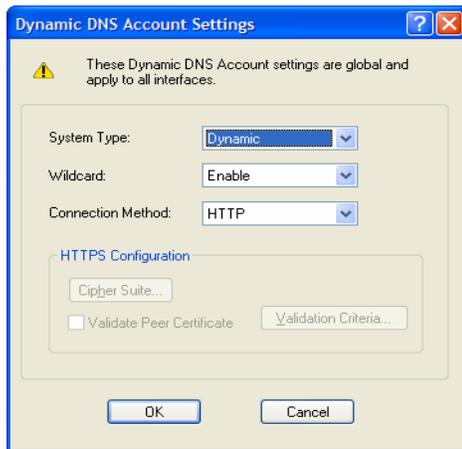 Dynamic DNS Account Settings
These Dynamic DNS Account settings are global and
apply to all interfaces.
System Type: Dynamic
Wildcard: Enable
Connection Method: HTTP
HTTPS Configuration
Cipher Suite...
Validate Peer Certificate Validation Criteria...
OK Cancel